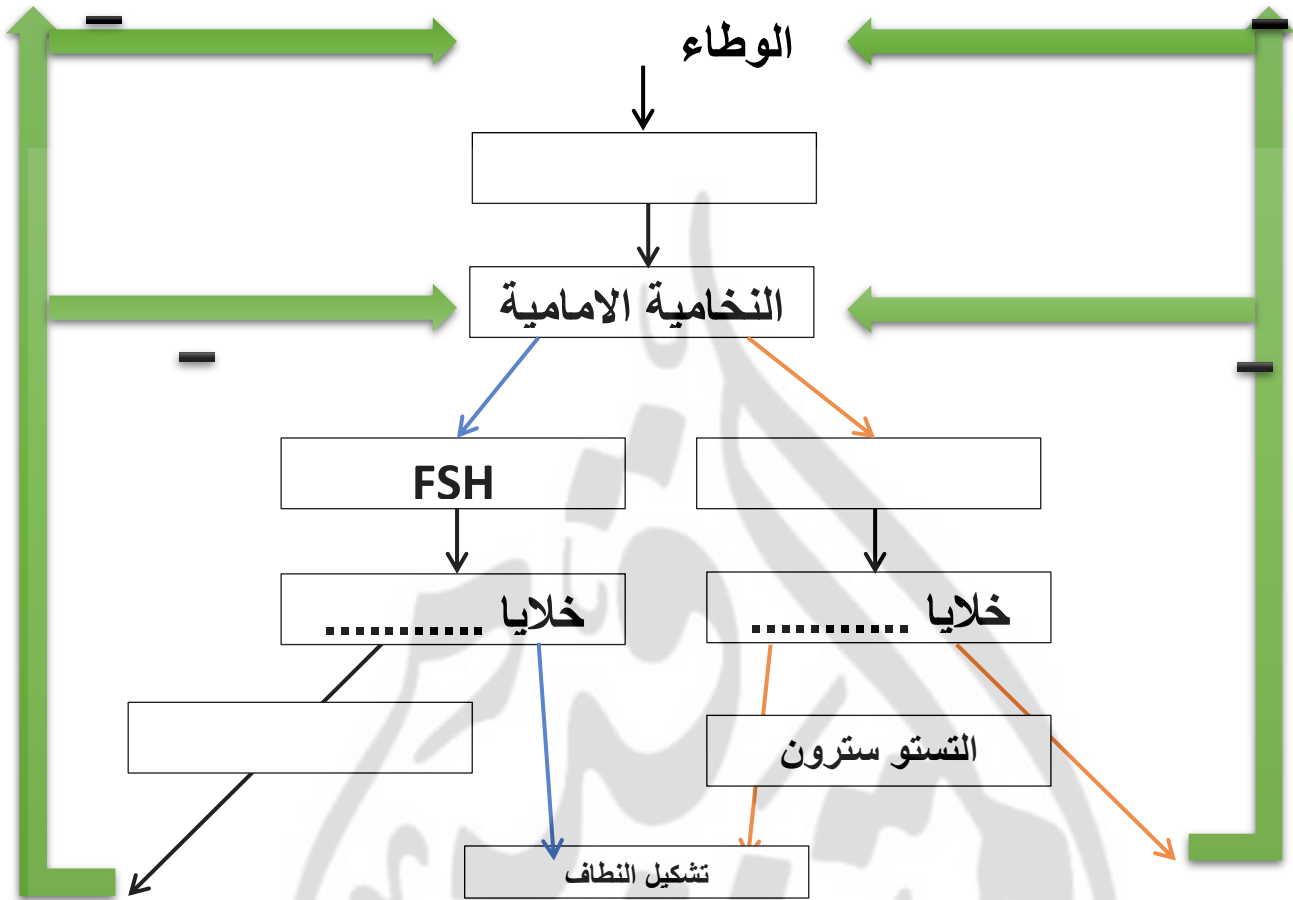 الوطاء
النخامية الامامية
FSH
خلايا ...........
خلايا ...........
التستو سترون
تشكيل النطاف